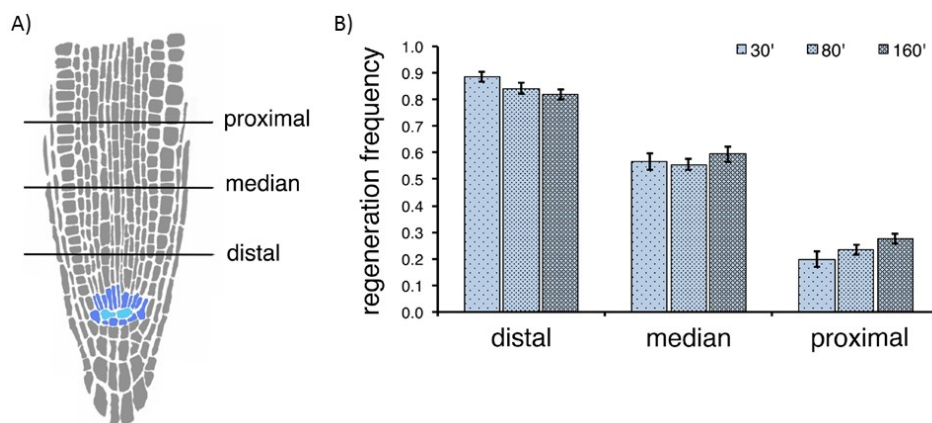 A)
proximal
median
distal
B)
regeneration frequency
1.0
0.9
0.8
0.7
0.6
0.5
0.4
0.3
0.2
0.1
0.0
30' 80' 160'
distal median proximal